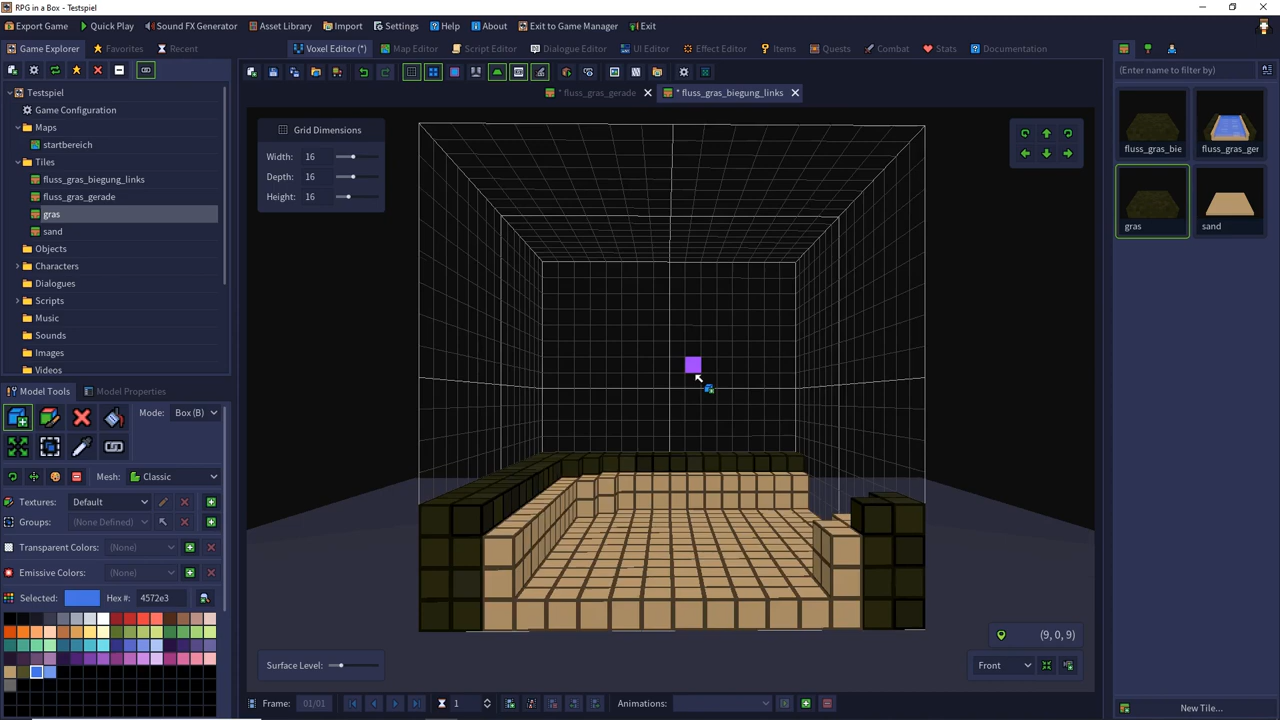 RPG in a Box - Testspiel
Export Game Quick Play Sound FX Generator Asset Library Import Settings Help About Exit to Game Manager Exit
Game Explorer Favorites Recent
Voxel Editor (*) Map Editor Script Editor Dialogue Editor UI Editor Effect Editor Items Quests Combat Stats Documentation
(Enter name to filter by)
* fluss_gras_gerade * fluss_gras_biegung_links
Testspiel
Game Configuration
Maps
startbereich
Tiles
fluss_gras_biegung_links
fluss_gras_gerade
gras
sand
Objects
Characters
Dialogues
Scripts
Music
Sounds
Images
Videos
Grid Dimensions
Width: 16
Depth: 16
Height: 16
fluss_gras_bie fluss_gras_ger
gras sand
Model Tools Model Properties
Mode: Box (B)
Mesh: Classic
Textures: Default
Groups: (None Defined)
Transparent Colors: (None)
Emissive Colors: (None)
Selected: Hex #: 4572e3
(9, 0, 9)
Surface Level: Front
Frame: 01/01 1 Animations:
New Tile...